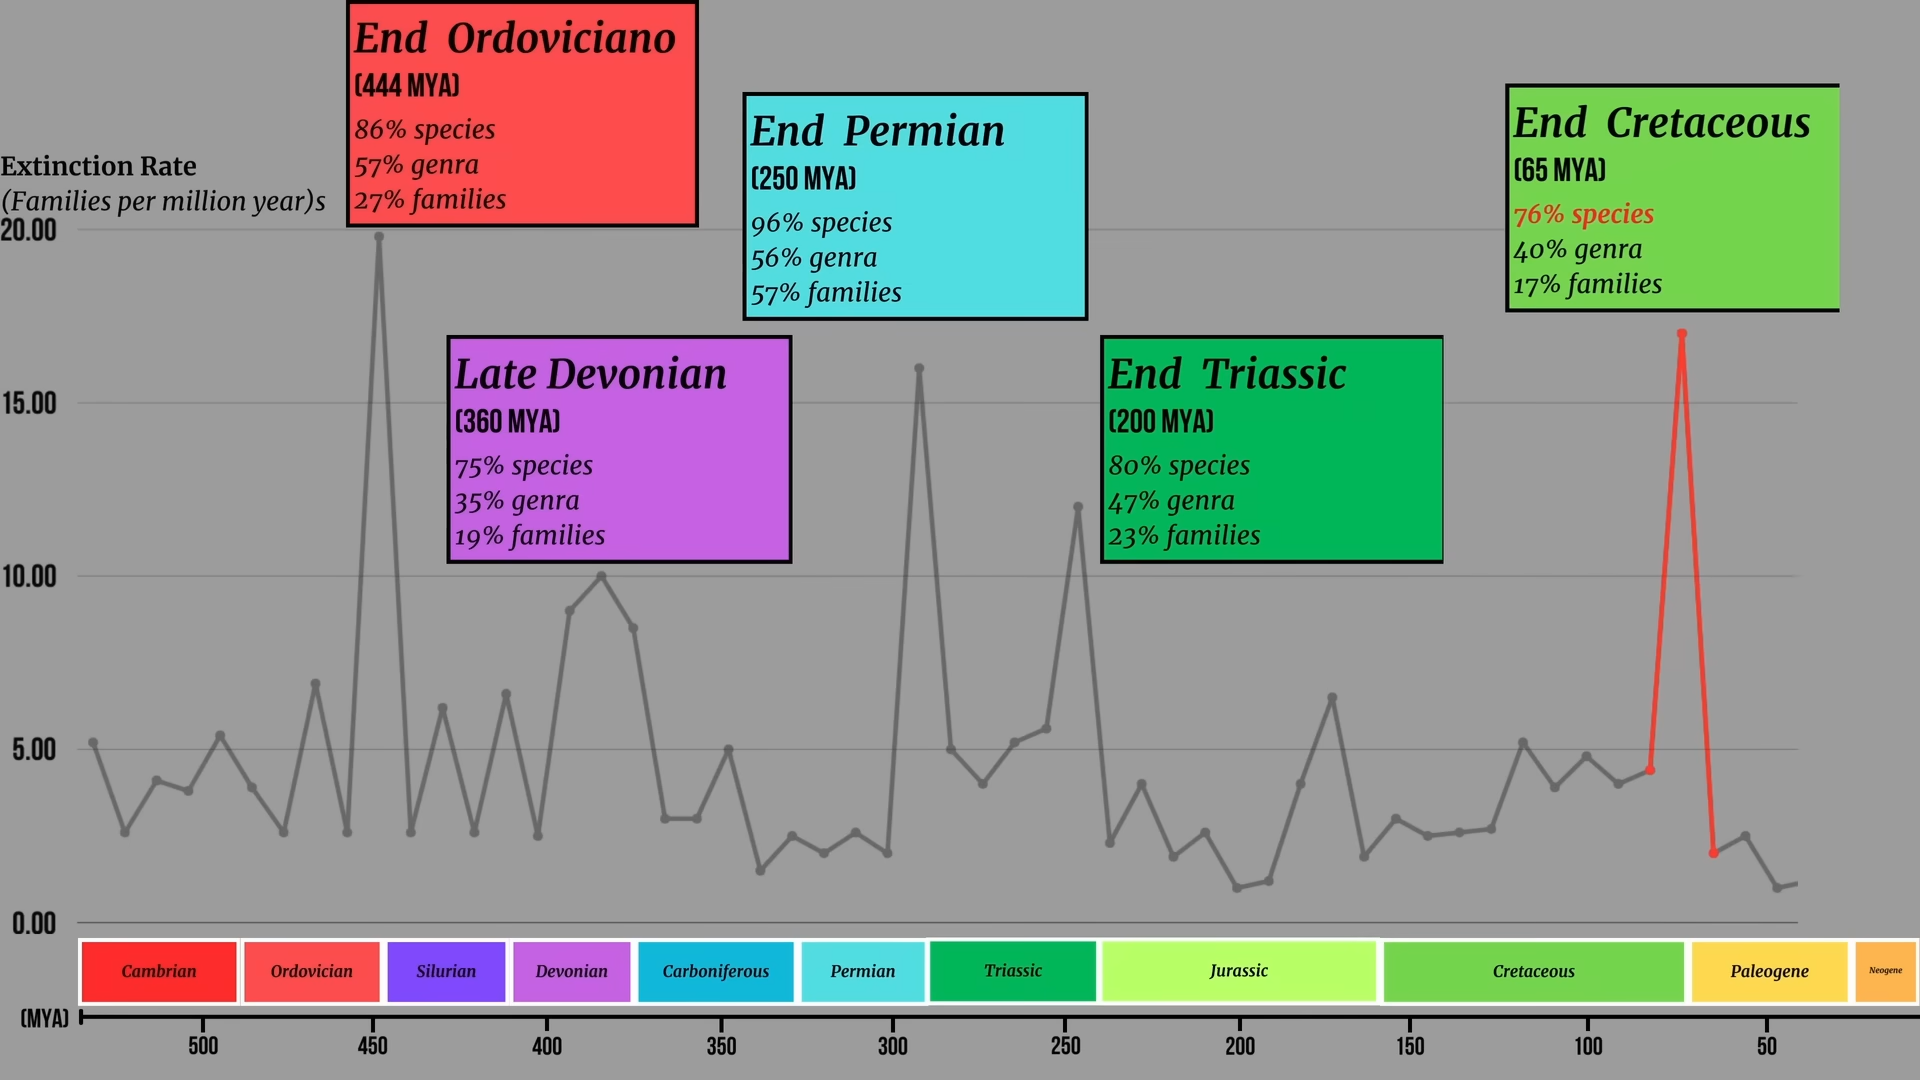 End Ordoviciano
(444 MYA)
86% species
57% genra
27% families
End Permian
(250 MYA)
96% species
56% genra
57% families
End Cretaceous
(65 MYA)
76% species
40% genra
17% families
Extinction Rate
(Families per million year)s
20.00
Late Devonian
(360 MYA)
75% species
35% genra
19% families
End Triassic
(200 MYA)
80% species
47% genra
23% families
15.00
10.00
5.00
0.00
Cambrian Ordovician Silurian Devonian Carboniferous Permian Triassic Jurassic Cretaceous Paleogene Neogene
(MYA)
500 450 400 350 300 250 200 150 100 50